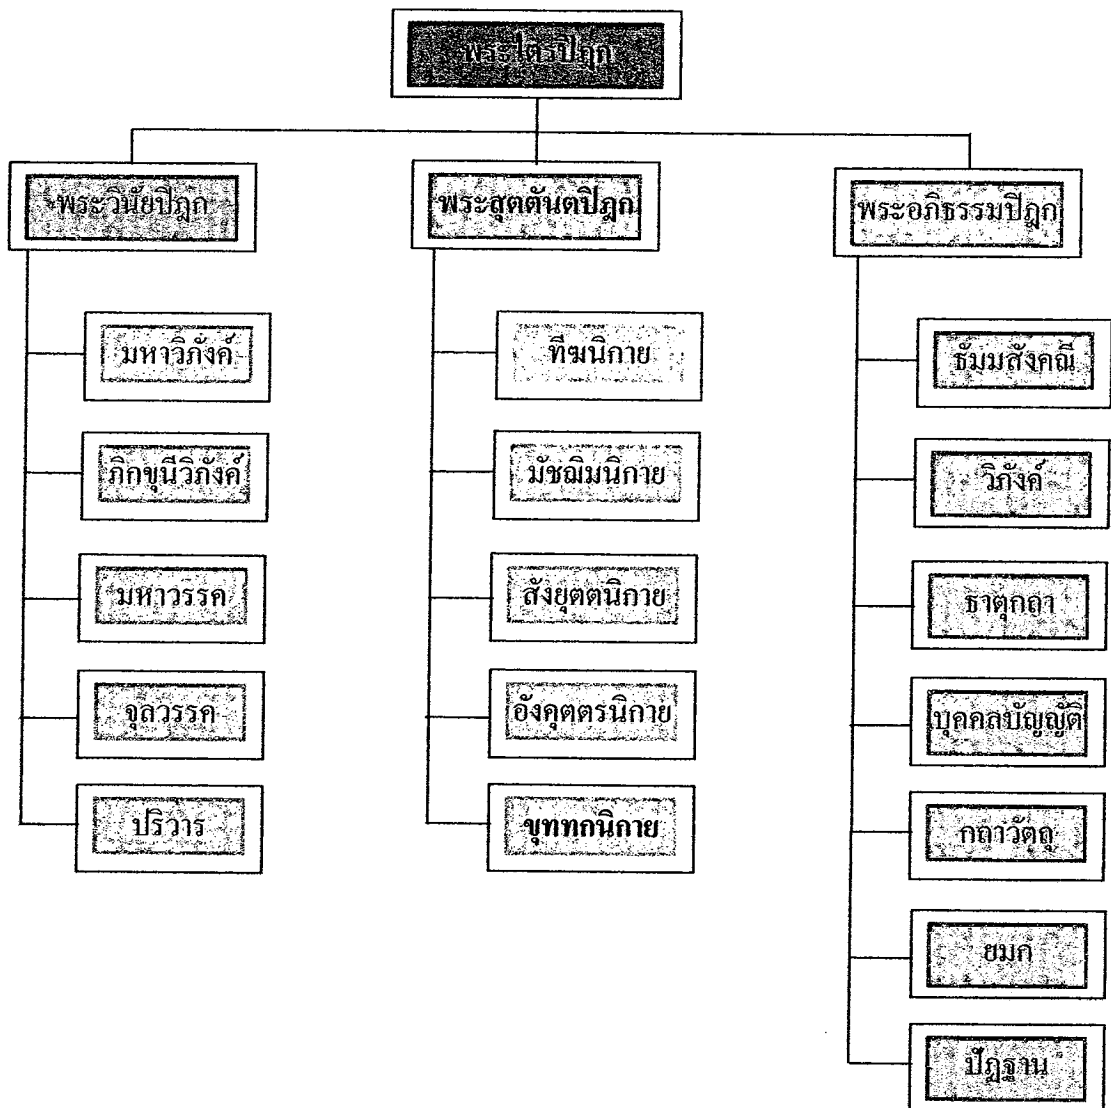 พระไตรปิฎก
พระวินัยปิฎก
พระสุตตันตปิฎก
พระอภิธรรมปิฎก
มหาวิภังค์
ภิกขุนีวิภังค์
มหาวรรค
จุลวรรค
ปริวาร
ทีฆนิกาย
มัชฌิมนิกาย
สังยุตตนิกาย
อังคุตตรนิกาย
ขุททกนิกาย
ธัมมสังคณี
วิภังค์
ธาตุกถา
บุคคลบัญญัติ
กถาวัตถุ
ยมก
ปัฏฐาน